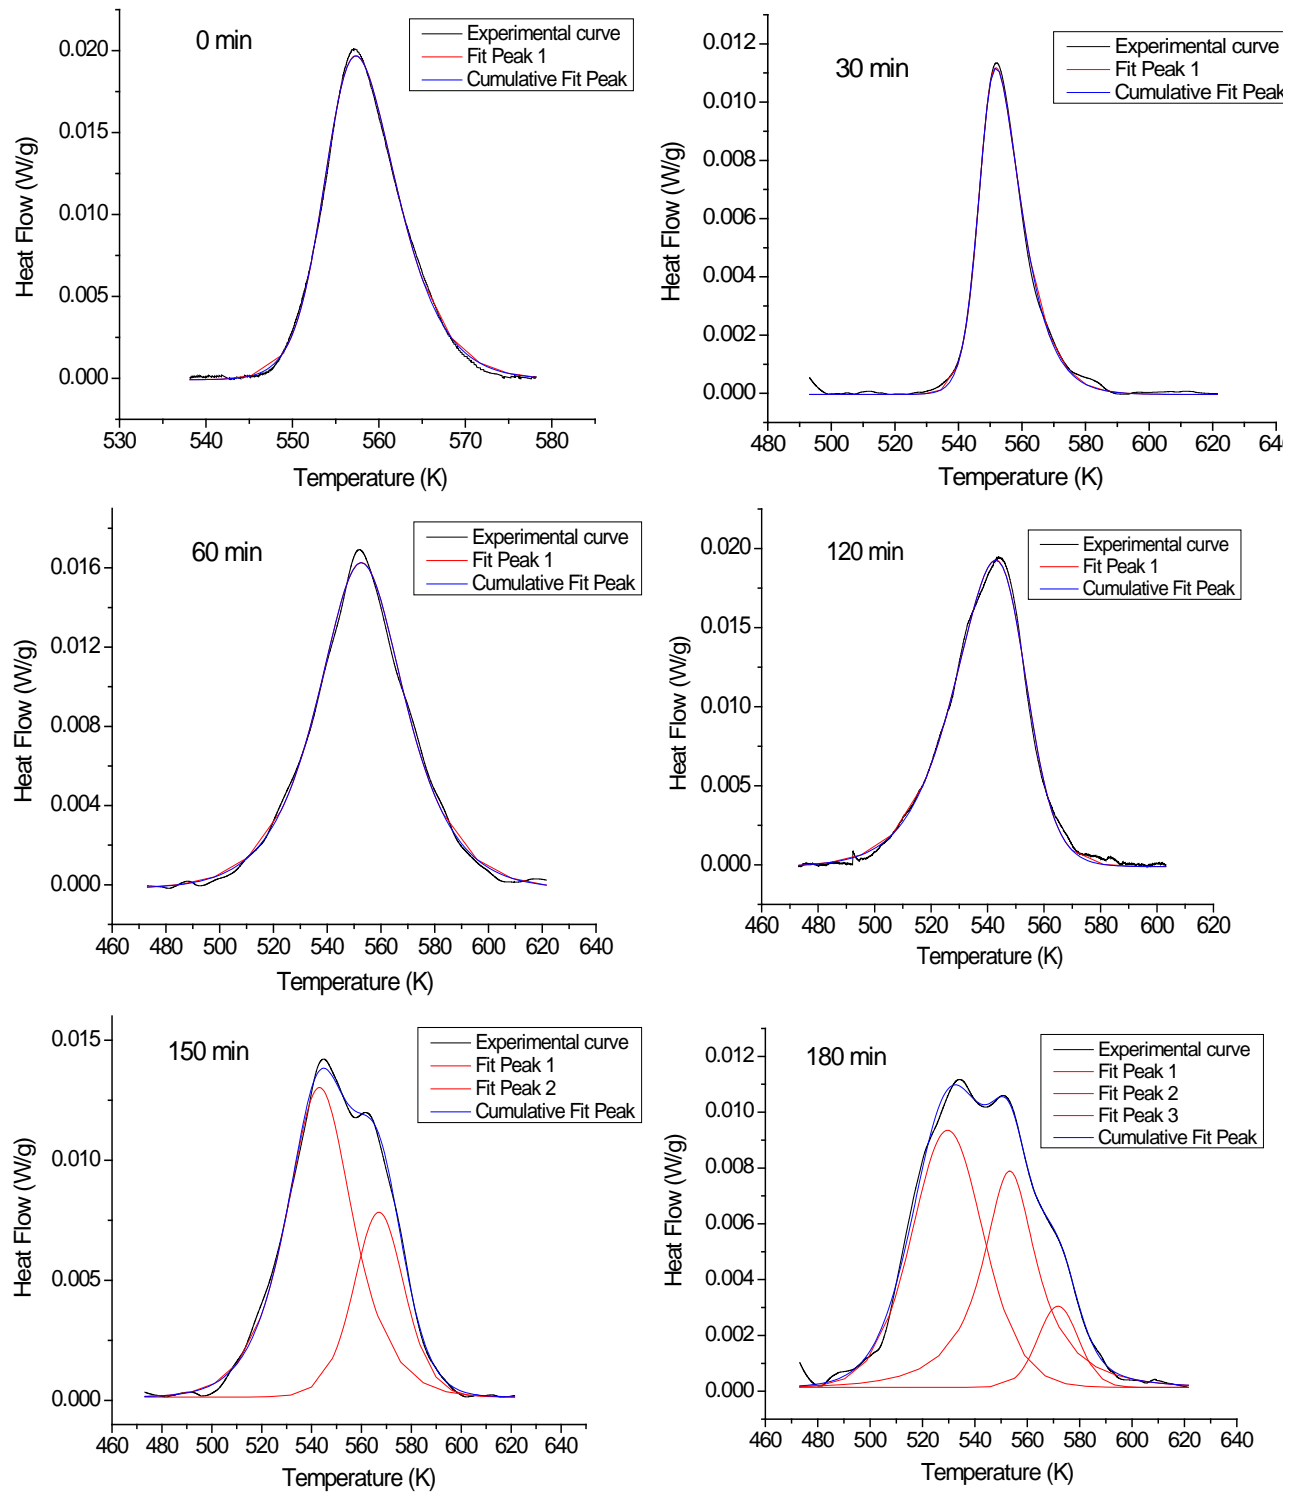 0 min
Experimental curve
Fit Peak 1
Cumulative Fit Peak
0.020
0.015
0.010
0.005
0.000
Heat Flow (W/g)
530 540 550 560 570 580
Temperature (K)
30 min
Experimental curve
Fit Peak 1
Cumulative Fit Peak
0.012
0.010
0.008
0.006
0.004
0.002
0.000
Heat Flow (W/g)
480 500 520 540 560 580 600 620 64
Temperature (K)
60 min
Experimental curve
Fit Peak 1
Cumulative Fit Peak
0.016
0.012
0.008
0.004
0.000
Heat Flow (W/g)
460 480 500 520 540 560 580 600 620 640
Temperature (K)
120 min
Experimental curve
Fit Peak 1
Cumulative Fit Peak
0.020
0.015
0.010
0.005
0.000
Heat Flow (W/g)
460 480 500 520 540 560 580 600 620
Temperature (K)
150 min
Experimental curve
Fit Peak 1
Fit Peak 2
Cumulative Fit Peak
0.015
0.010
0.005
0.000
Heat Flow (W/g)
460 480 500 520 540 560 580 600 620 640
Temperature (K)
180 min
Experimental curve
Fit Peak 1
Fit Peak 2
Fit Peak 3
Cumulative Fit Peak
0.012
0.010
0.008
0.006
0.004
0.002
0.000
Heat Flow (W/g)
460 480 500 520 540 560 580 600 620 640
Temperature (K)